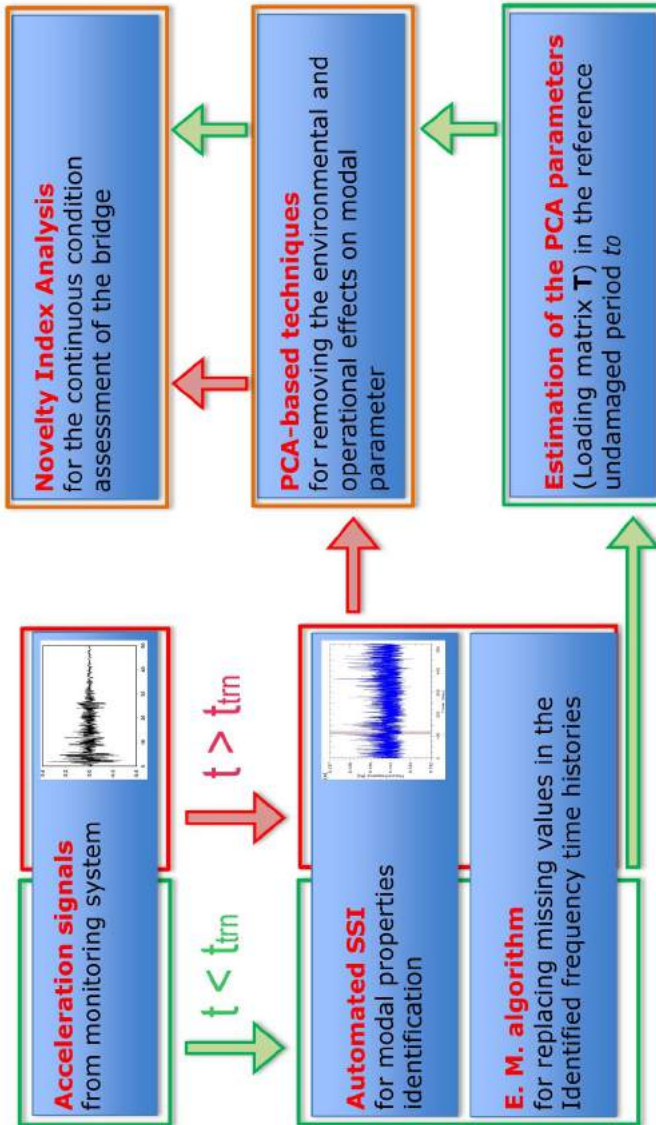 Acceleration signals
from monitoring system
t < ttrn
t > ttrn
Automated SSI
for modal properties
identification
E. M. algorithm
for replacing missing values in the
Identified frequency time histories
Novelty Index Analysis
for the continuous condition
assessment of the bridge
PCA-based techniques
for removing the environmental and
operational effects on modal
parameter
Estimation of the PCA parameters
(Loading matrix T) in the reference
undamaged period to